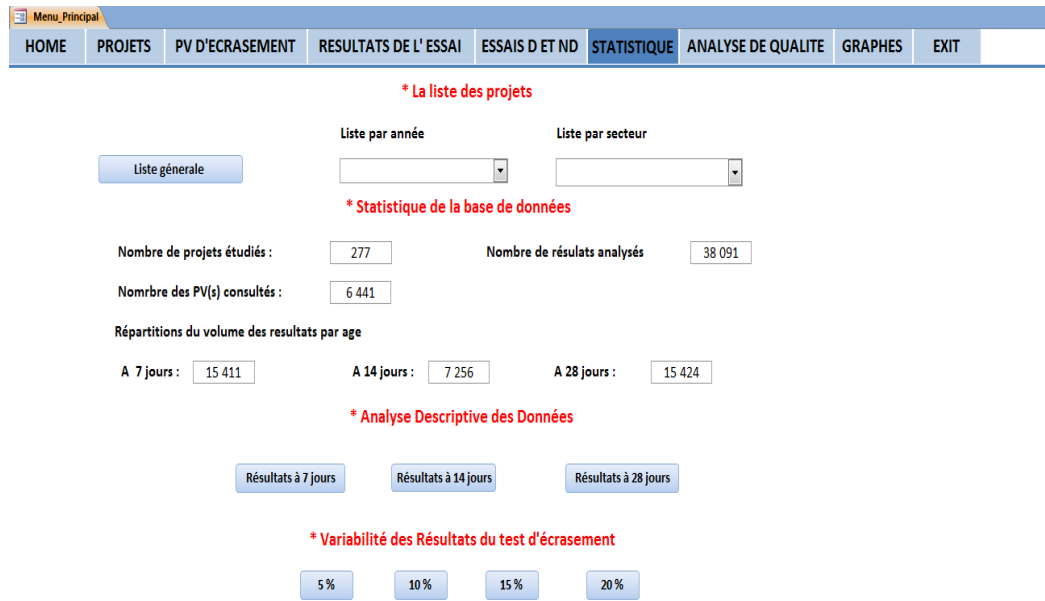 Menu_Principal
HOME PROJETS PV D'ECRASEMENT RESULTATS DE L' ESSAI ESSAIS D ET ND STATISTIQUE ANALYSE DE QUALITE GRAPHES EXIT
* La liste des projets
Liste par année Liste par secteur
Liste génerale
* Statistique de la base de données
Nombre de projets étudiés : 277 Nombre de résulats analysés 38 091
Nomrbre des PV(s) consultés : 6 441
Répartitions du volume des resultats par age
A 7 jours : 15 411 A 14 jours : 7 256 A 28 jours : 15 424
* Analyse Descriptive des Données
Résultats à 7 jours Résultats à 14 jours Résultats à 28 jours
* Variabilité des Résultats du test d'écrasement
5 % 10 % 15 % 20 %